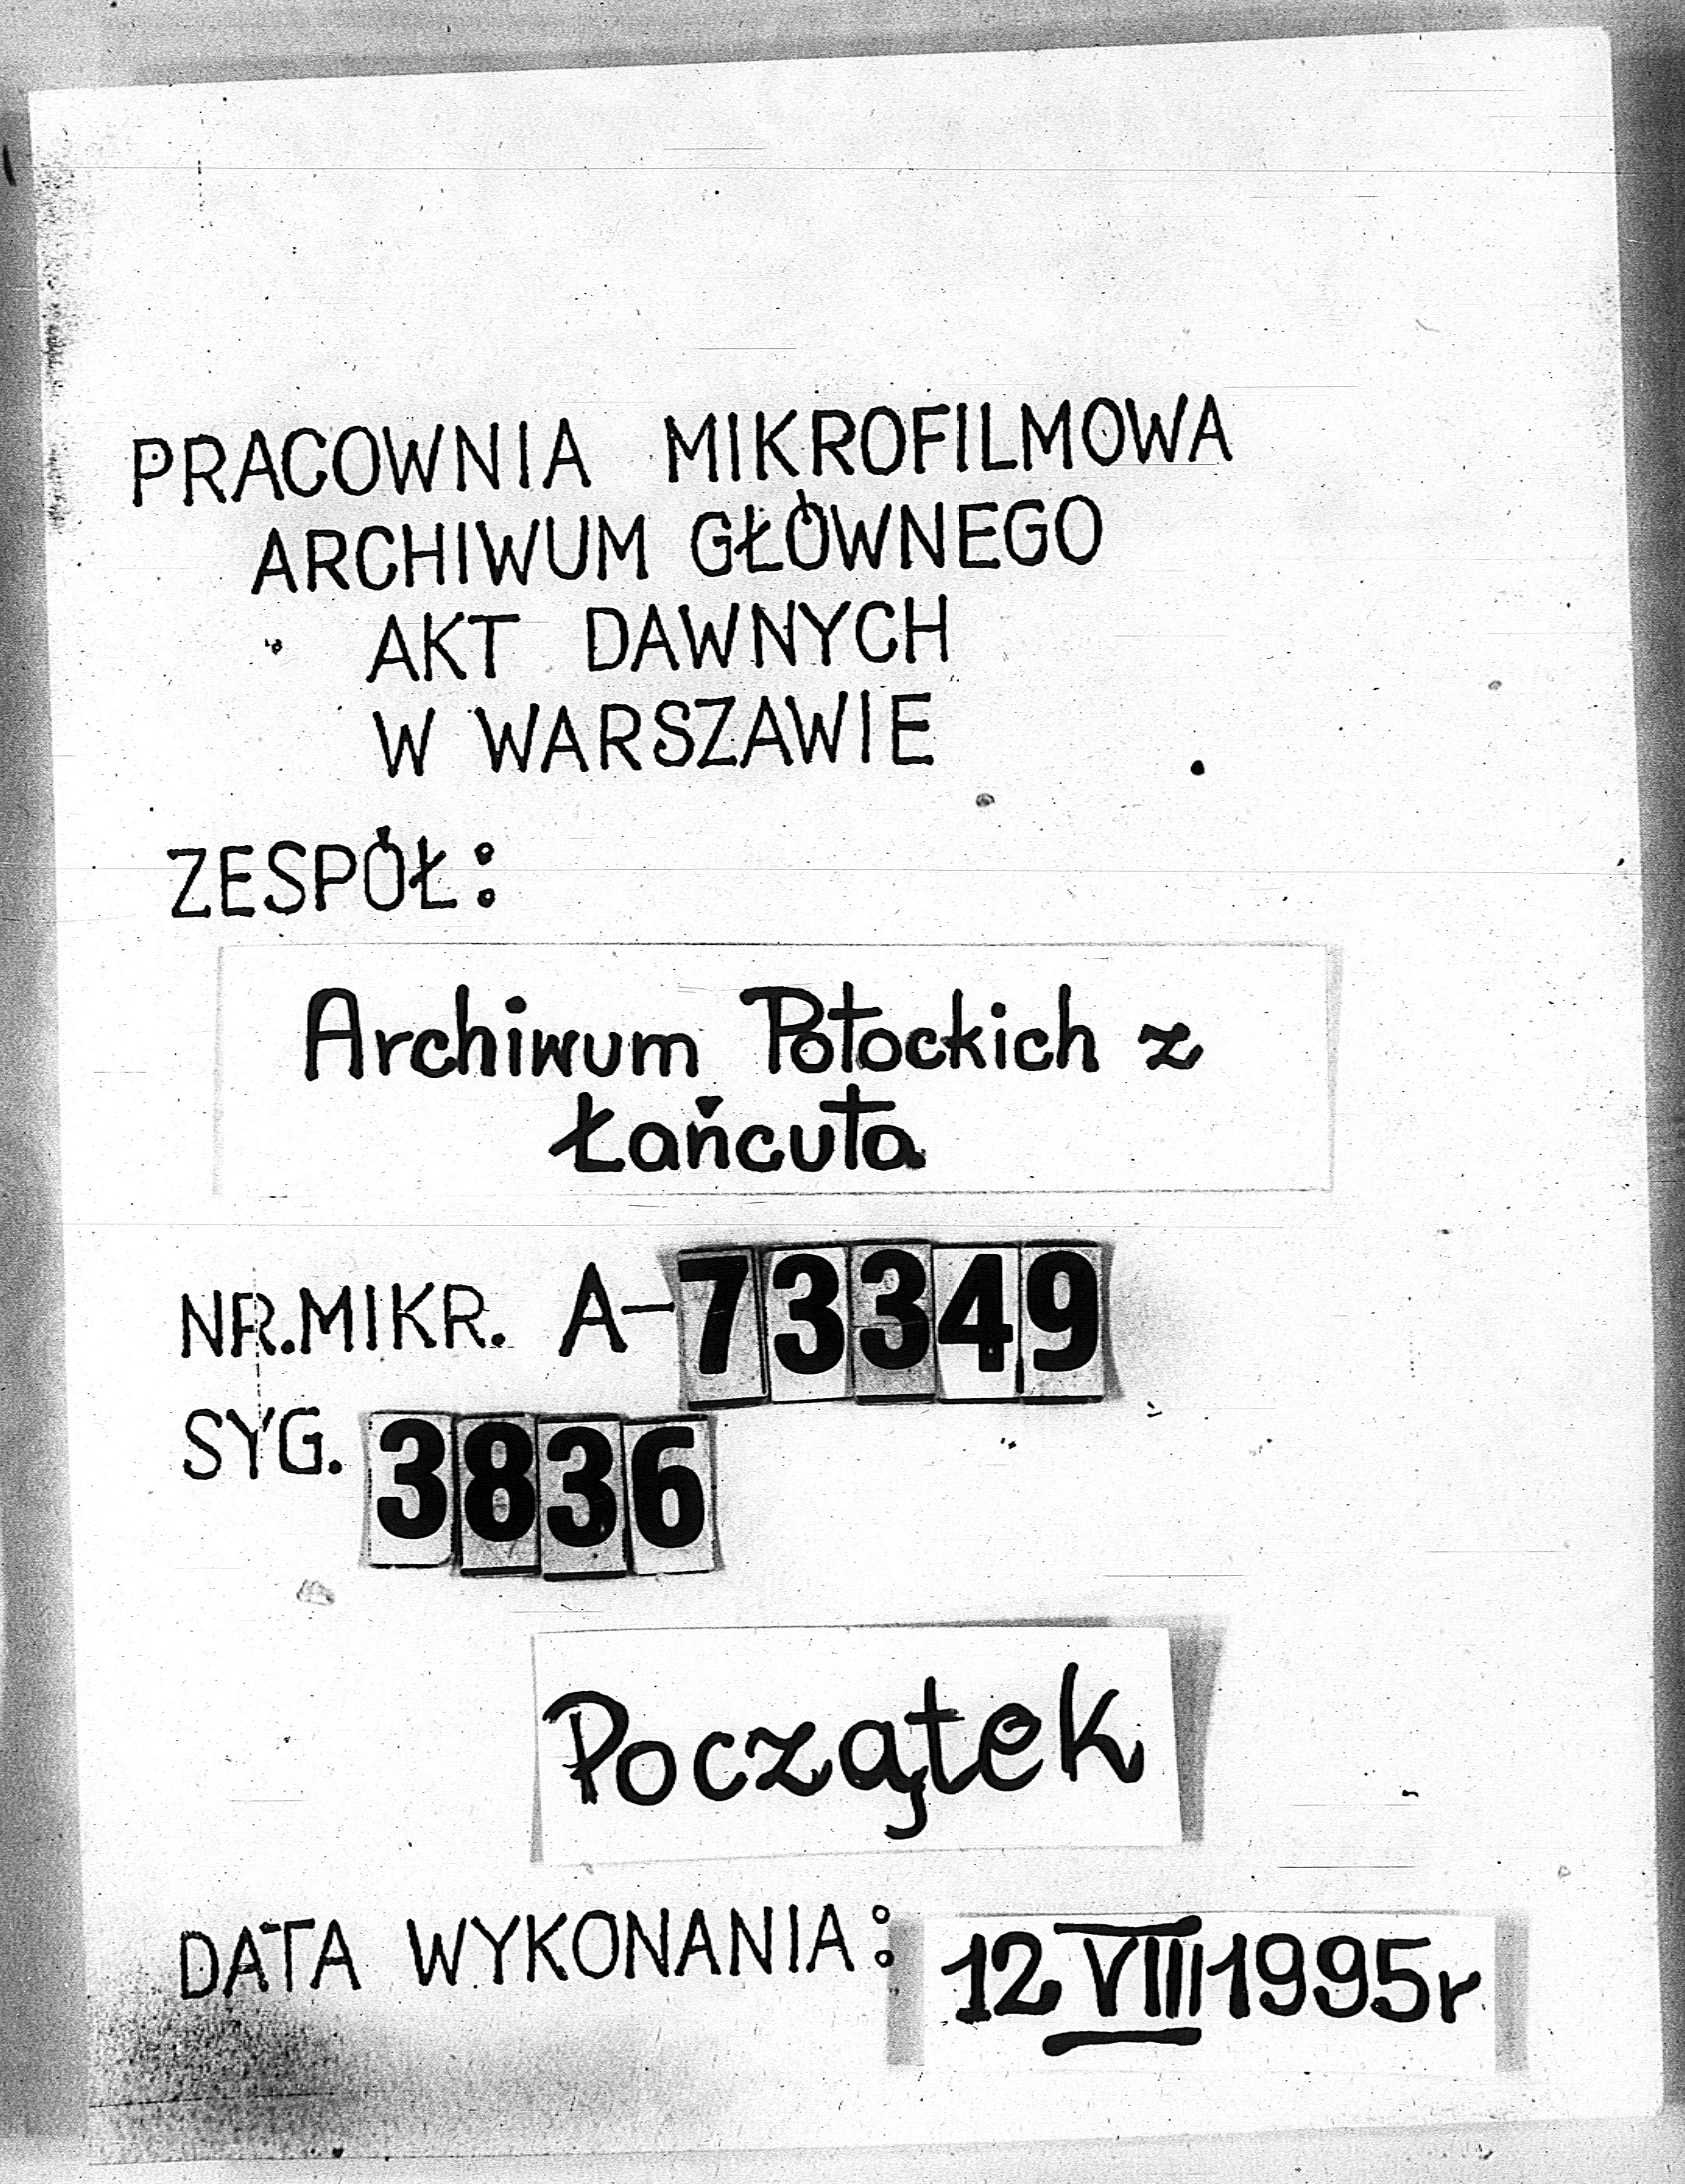 PRACOWNIA MIKROFILMOWA
ARCHIWUM GŁÓWNEGO
AKT DAWNYCH
W WARSZAWIE
ZESPÓŁ:
Archiwum Potockich z
Łańcuta
NR.MIKR. A-73349
SYG. 3836
Początek
DATA WYKONANIA: 12 VIII 1995r.